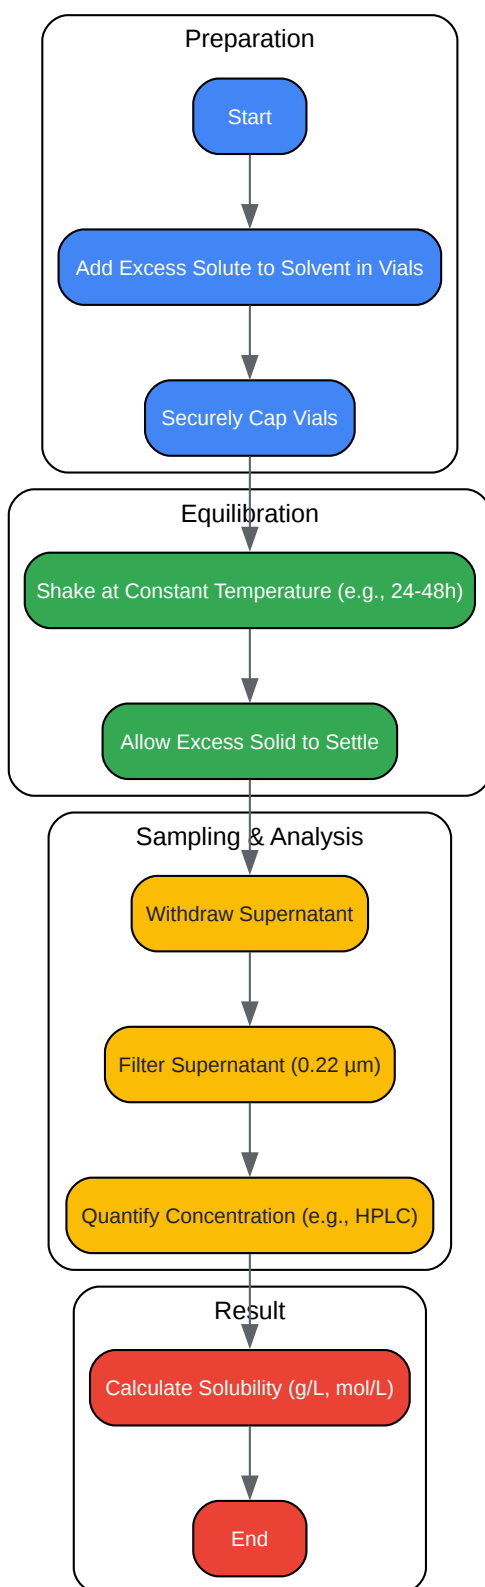 Preparation
Start
Add Excess Solute to Solvent in Vials
Securely Cap Vials
Equilibration
Shake at Constant Temperature (e.g., 24-48h)
Allow Excess Solid to Settle
Sampling & Analysis
Withdraw Supernatant
Filter Supernatant (0.22 µm)
Quantify Concentration (e.g., HPLC)
Result
Calculate Solubility (g/L, mol/L)
End